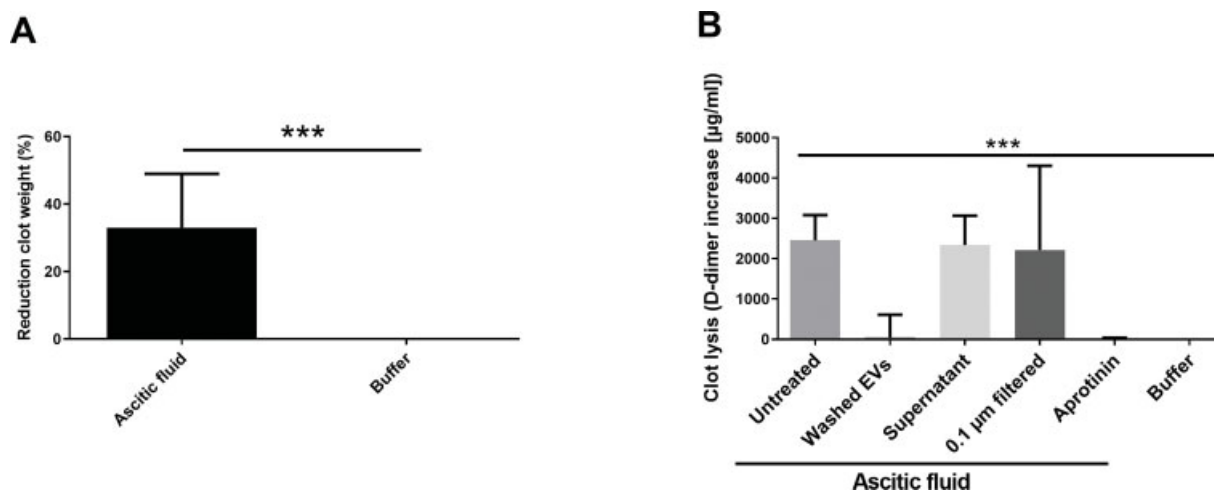 A
Reduction clot weight (%)
60
40
20
0
***
Ascitic fluid
Buffer
B
Clot lysis (D-dimer increase [µg/ml])
5000
4000
3000
2000
1000
0
***
Untreated
Washed EVs
Supernatant
0.1 µm filtered
Aprotinin
Buffer
Ascitic fluid